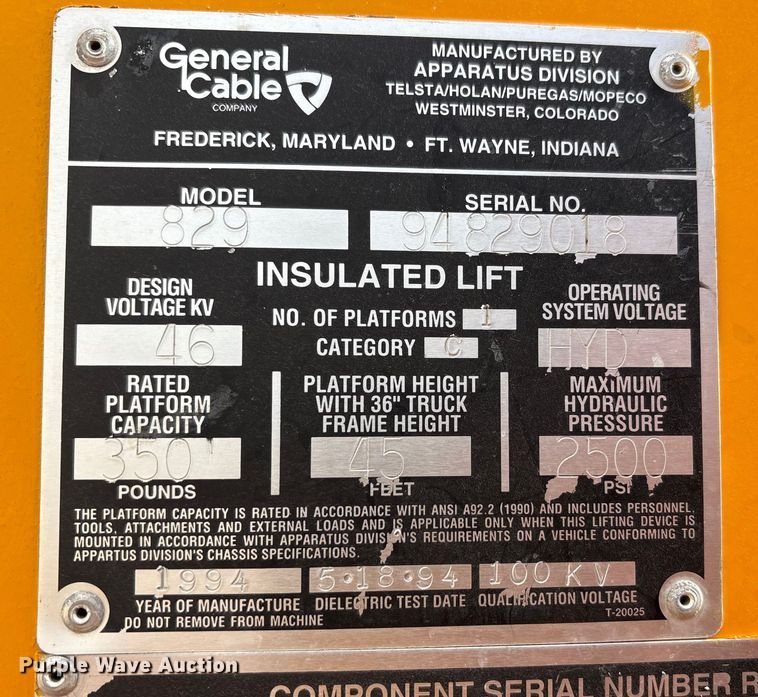 General Cable
COMPANY
MANUFACTURED BY
APPARATUS DIVISION
TELSTA/HOLAN/PUREGAS/MOPECO
WESTMINSTER, COLORADO
FREDERICK, MARYLAND • FT. WAYNE, INDIANA
MODEL
829
SERIAL NO.
94829018
INSULATED LIFT
DESIGN
VOLTAGE KV
46
NO. OF PLATFORMS 1
CATEGORY C
OPERATING
SYSTEM VOLTAGE
HYD
RATED
PLATFORM
CAPACITY
350
POUNDS
PLATFORM HEIGHT
WITH 36" TRUCK
FRAME HEIGHT
45
FEET
MAXIMUM
HYDRAULIC
PRESSURE
2500
PSI
THE PLATFORM CAPACITY IS RATED IN ACCORDANCE WITH ANSI A92.2 (1990) AND INCLUDES PERSONNEL,
TOOLS, ATTACHMENTS AND EXTERNAL LOADS AND IS APPLICABLE ONLY WHEN THIS LIFTING DEVICE IS
MOUNTED IN ACCORDANCE WITH APPARATUS DIVISION'S REQUIREMENTS ON A VEHICLE CONFORMING TO
APPARTUS DIVISION'S CHASSIS SPECIFICATIONS.
1994
YEAR OF MANUFACTURE
5·18·94
DIELECTRIC TEST DATE
100 KV
QUALIFICATION VOLTAGE
DO NOT REMOVE FROM MACHINE
T-20025
Purple Wave Auction
COMPONENT SERIAL NUMBER R